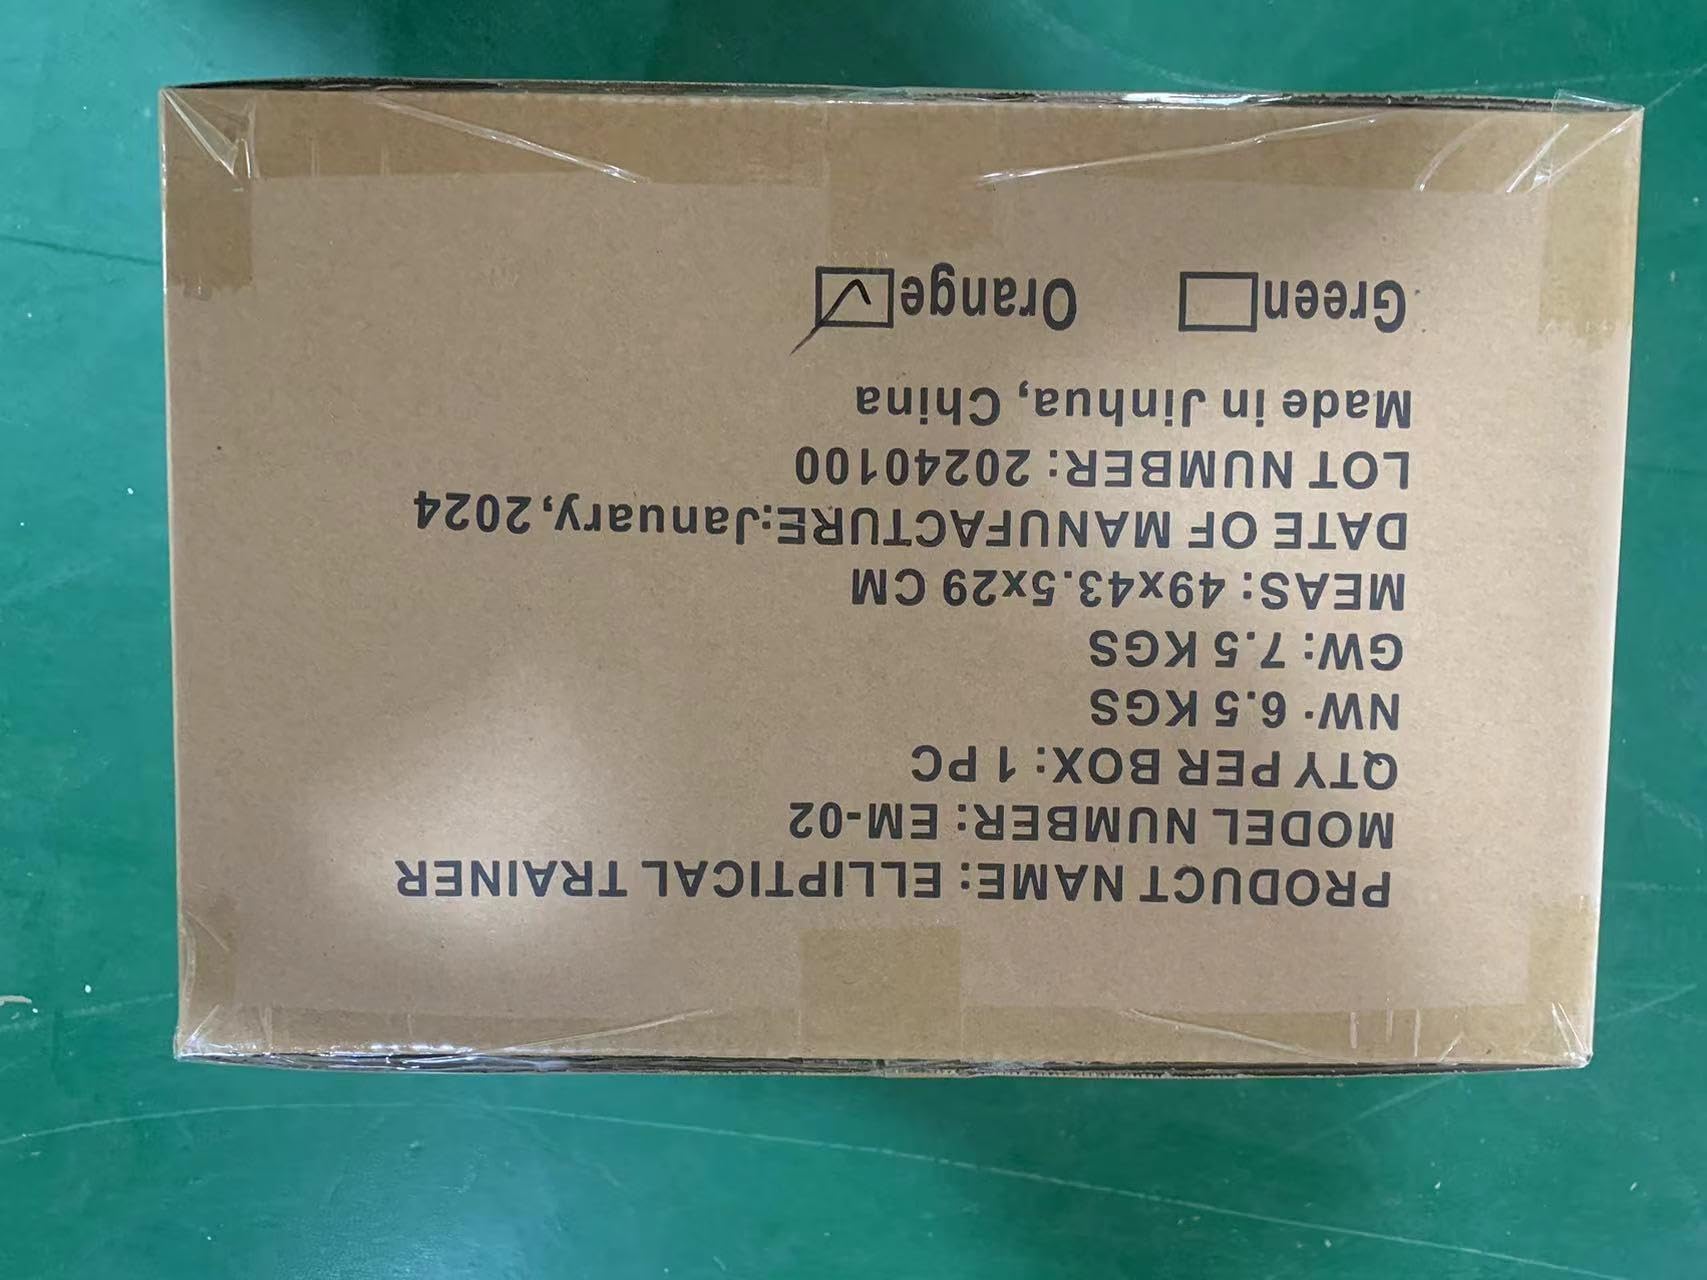 PRODUCT NAME: ELLIPTICAL TRAINER
MODEL NUMBER: EM-02
QTY PER BOX: 1 PC
NW: 6.5 KGS
GW: 7.5 KGS
MEAS: 49x43.5x29 CM
DATE OF MANUFACTURE:January,2024
LOT NUMBER: 20240100
Made in Jinhua, China
Green Orange